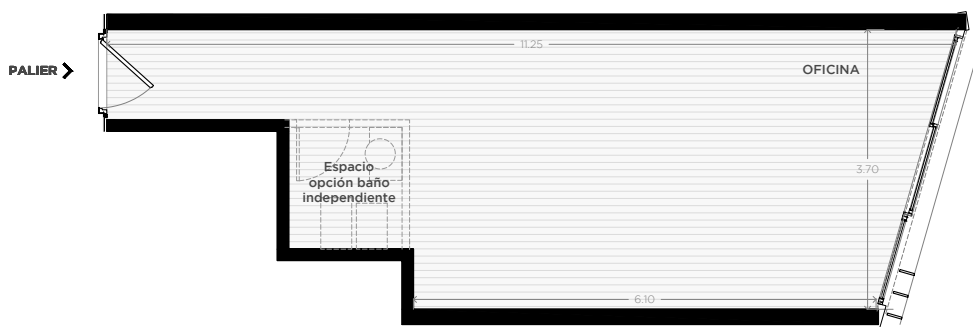 11.25
PALIER
OFICINA
Espacio
opción baño
independiente
3.70
6.10